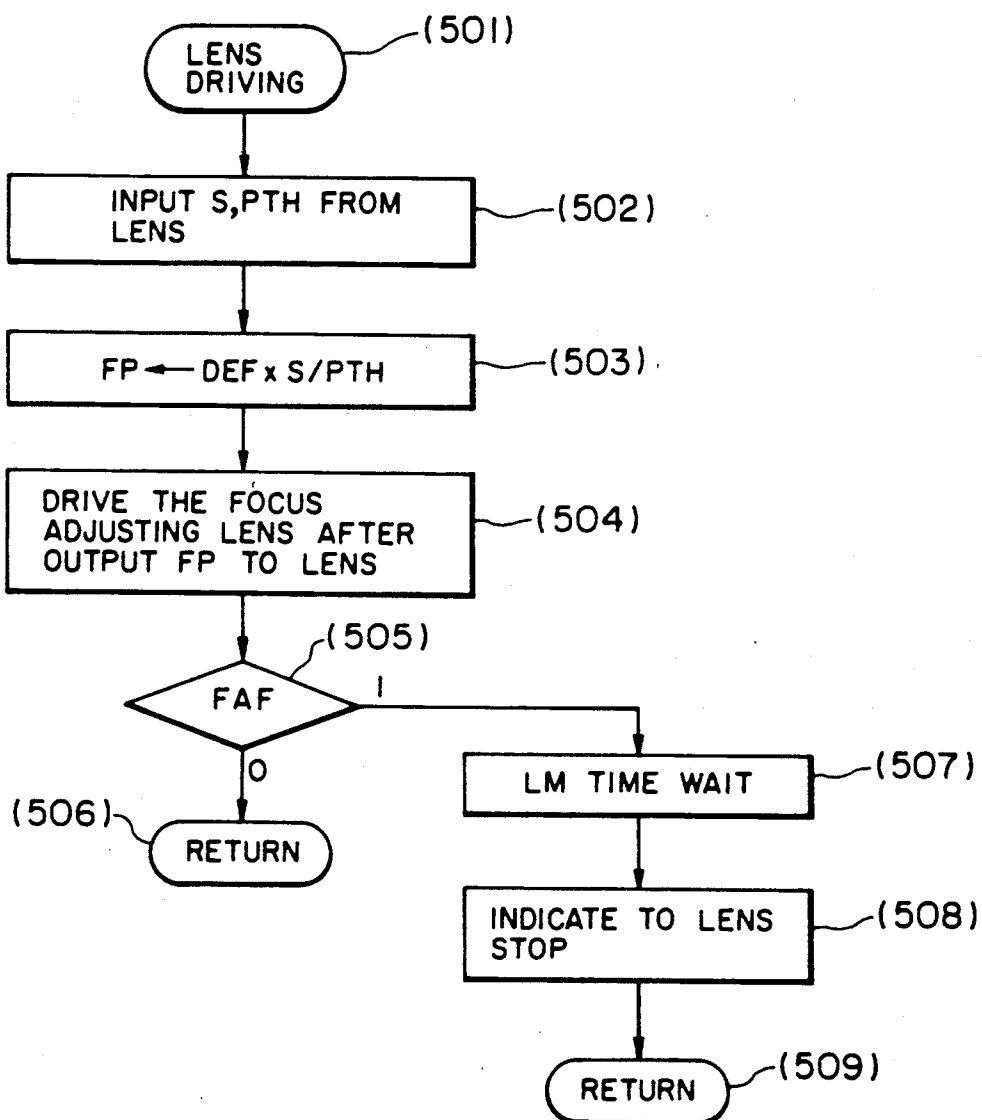 LENS
DRIVING
(501)
INPUT S,PTH FROM
LENS
(502)
FP ← DEF x S/PTH
(503)
DRIVE THE FOCUS
ADJUSTING LENS AFTER
OUTPUT FP TO LENS
(504)
(505)
FAF
1
0
(506)
RETURN
LM TIME WAIT
(507)
INDICATE TO LENS
STOP
(508)
RETURN
(509)